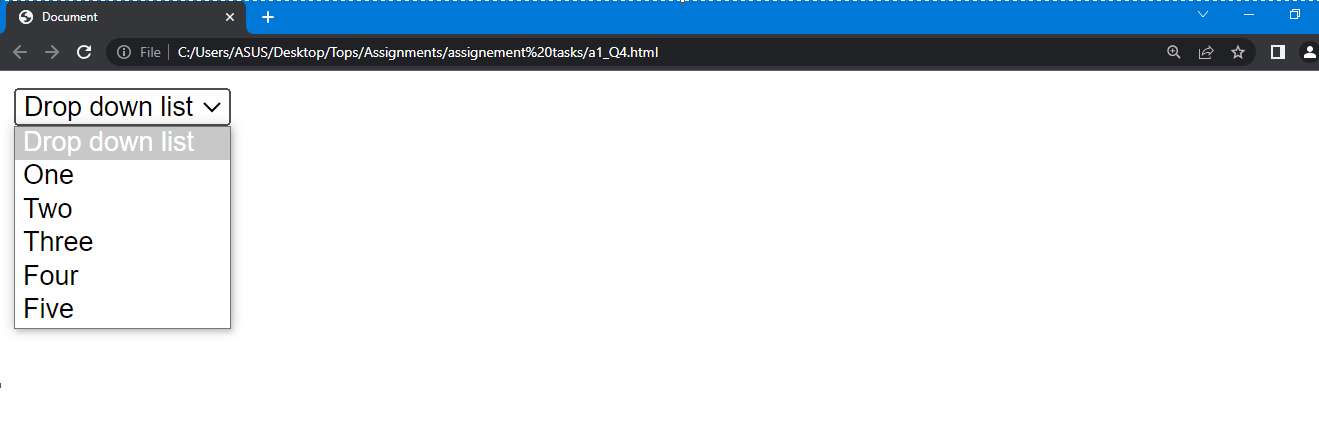 Document
File C:/Users/ASUS/Desktop/Tops/Assignments/assignement%20tasks/a1_Q4.html
Drop down list
Drop down list
One
Two
Three
Four
Five